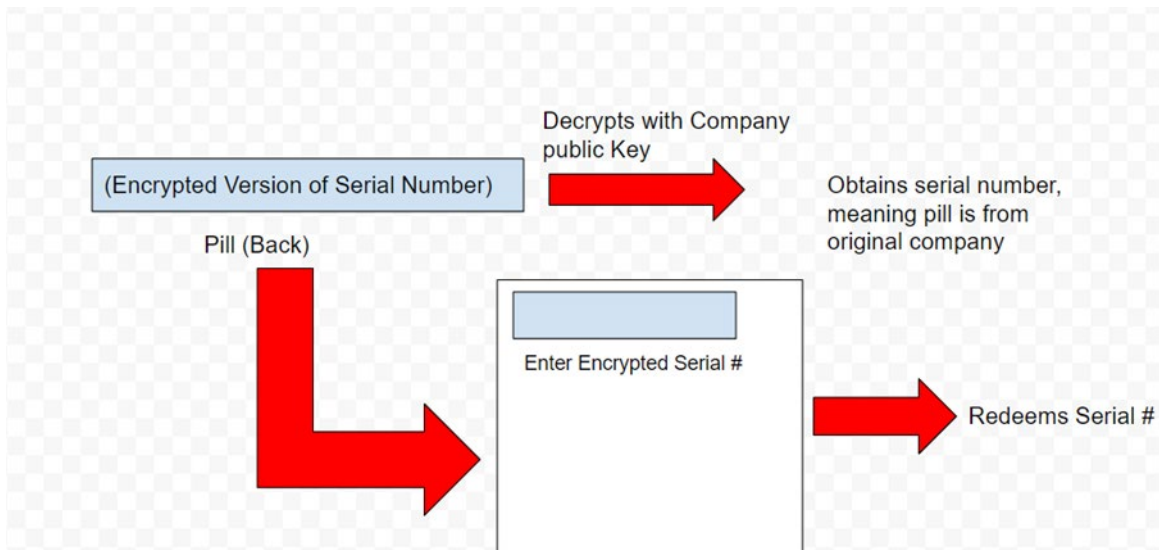 Decrypts with Company
public Key
(Encrypted Version of Serial Number)
Obtains serial number,
meaning pill is from
original company
Pill (Back)
Enter Encrypted Serial #
Redeems Serial #